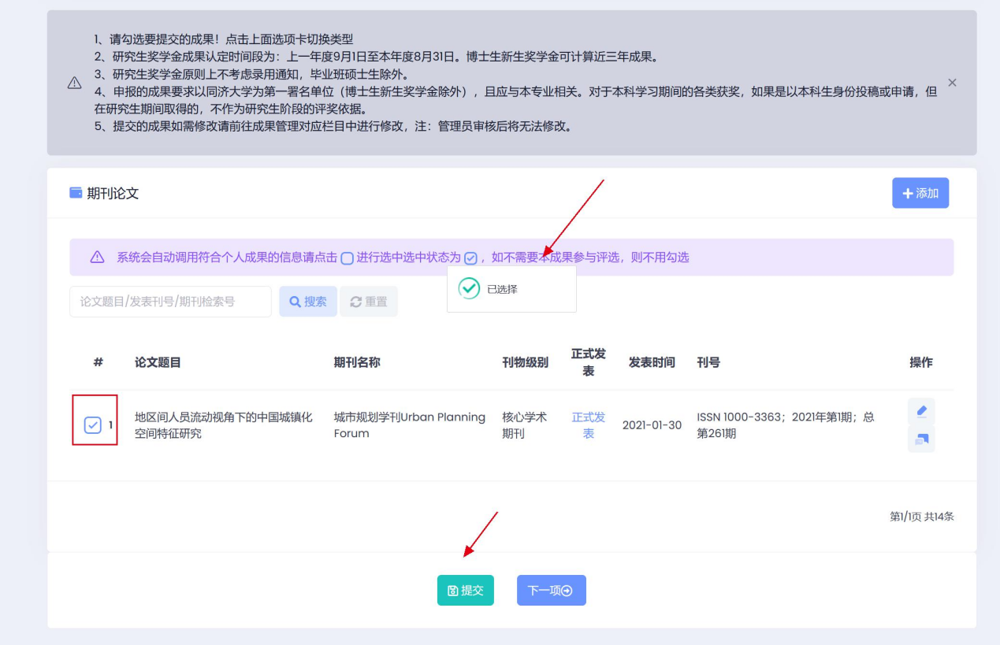 1、请勾选要提交的成果！点击上面选项卡切换类型
2、研究生奖学金成果认定时间段为：上一年度9月1日至本年度8月31日。博士生新生奖学金可计算近三年成果。
3、研究生奖学金原则上不考虑录用通知，毕业班硕士生除外。
4、申报的成果要求以同济大学为第一署名单位（博士生新生奖学金除外），且应与本专业相关。对于本科学习期间的各类获奖，如果是以本科生身份投稿或申请，但
在研究生期间取得的，不作为研究生阶段的评奖依据。
5、提交的成果如需修改请前往成果管理对应栏目中进行修改，注：管理员审核后将无法修改。
期刊论文
添加
系统会自动调用符合个人成果的信息请点击 进行选中选中状态为 ，如不需要本成果参与评选，则不用勾选
已选择
论文题目/发表刊号/期刊检索号 搜索 重置
# 论文题目 期刊名称 刊物级别 正式发 发表时间 刊号 操作
表
1 地区间人员流动视角下的中国城镇化 城市规划学刊Urban Planning 核心学术 正式发 2021-01-30 ISSN 1000-3363；2021年第1期；总
空间特征研究 Forum 期刊 表 第261期
第1/1页 共14条
提交 下一项